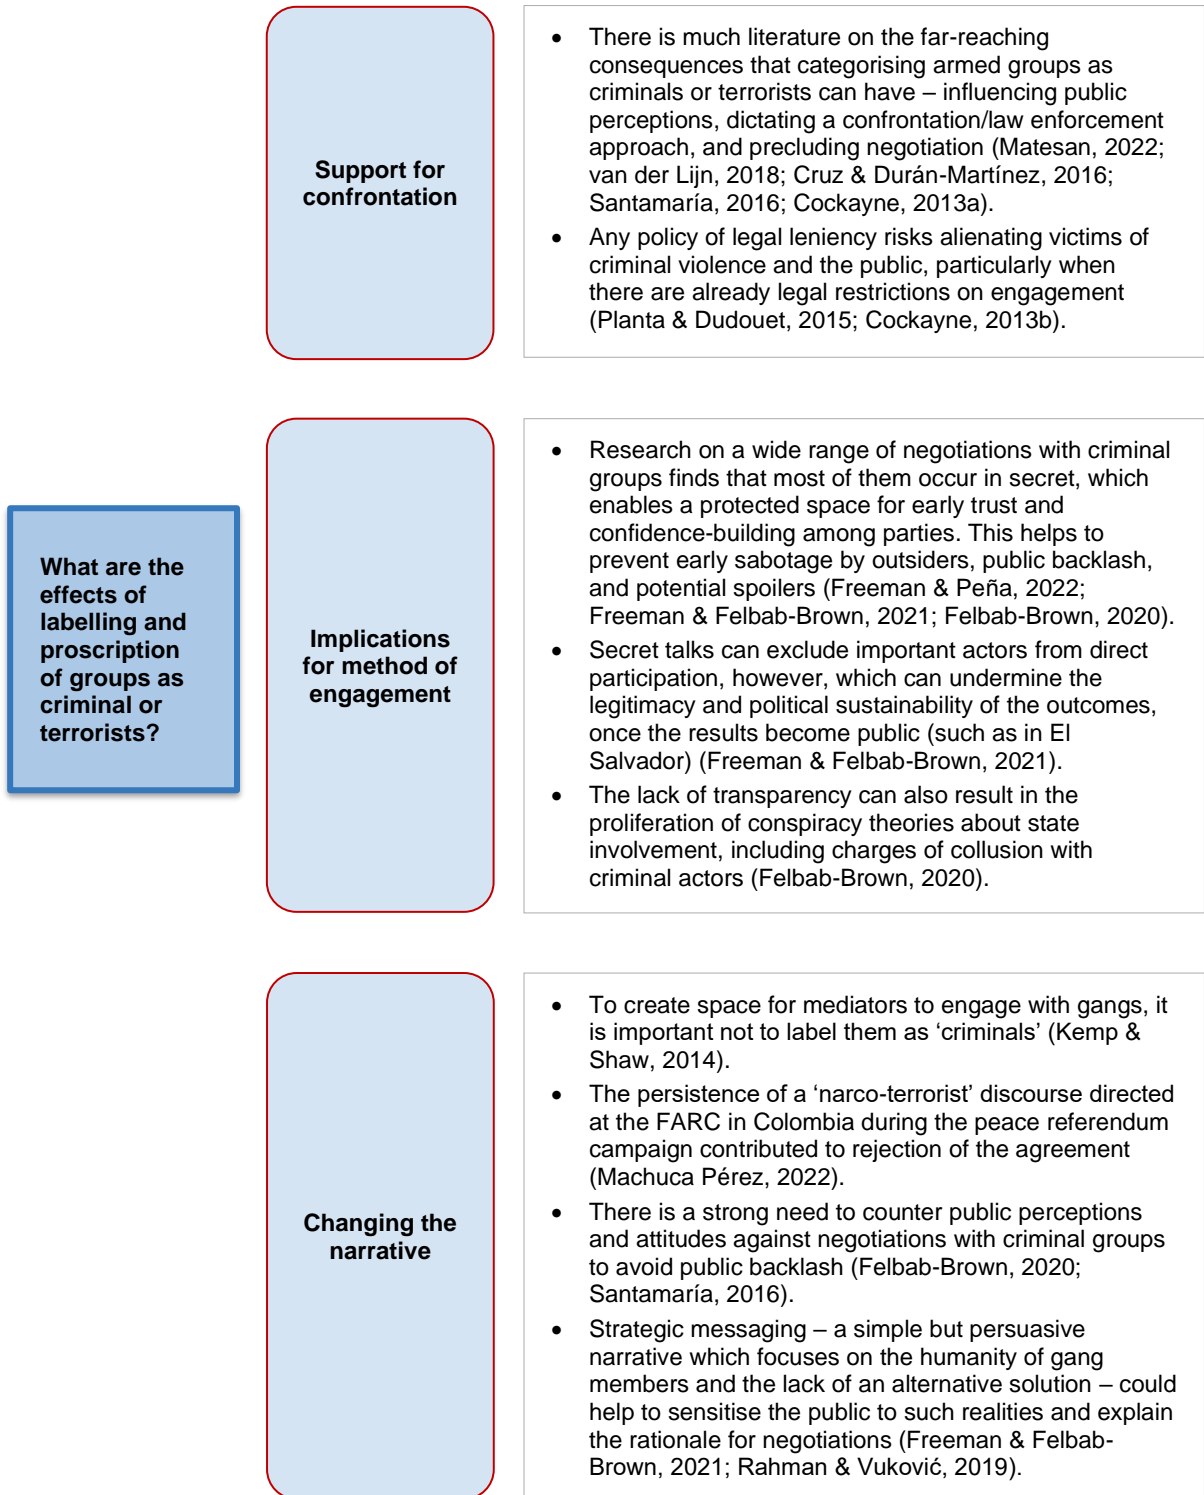 Support for
confrontation
• There is much literature on the far-reaching
consequences that categorising armed groups as
criminals or terrorists can have – influencing public
perceptions, dictating a confrontation/law enforcement
approach, and precluding negotiation (Matesan, 2022;
van der Lijn, 2018; Cruz & Durán-Martínez, 2016;
Santamaría, 2016; Cockayne, 2013a).
• Any policy of legal leniency risks alienating victims of
criminal violence and the public, particularly when
there are already legal restrictions on engagement
(Planta & Dudouet, 2015; Cockayne, 2013b).
What are the
effects of
labelling and
proscription
of groups as
criminal or
terrorists?
Implications
for method of
engagement
• Research on a wide range of negotiations with criminal
groups finds that most of them occur in secret, which
enables a protected space for early trust and
confidence-building among parties. This helps to
prevent early sabotage by outsiders, public backlash,
and potential spoilers (Freeman & Peña, 2022;
Freeman & Felbab-Brown, 2021; Felbab-Brown, 2020).
• Secret talks can exclude important actors from direct
participation, however, which can undermine the
legitimacy and political sustainability of the outcomes,
once the results become public (such as in El
Salvador) (Freeman & Felbab-Brown, 2021).
• The lack of transparency can also result in the
proliferation of conspiracy theories about state
involvement, including charges of collusion with
criminal actors (Felbab-Brown, 2020).
Changing the
narrative
• To create space for mediators to engage with gangs, it
is important not to label them as ‘criminals’ (Kemp &
Shaw, 2014).
• The persistence of a ‘narco-terrorist’ discourse directed
at the FARC in Colombia during the peace referendum
campaign contributed to rejection of the agreement
(Machuca Pérez, 2022).
• There is a strong need to counter public perceptions
and attitudes against negotiations with criminal groups
to avoid public backlash (Felbab-Brown, 2020;
Santamaría, 2016).
• Strategic messaging – a simple but persuasive
narrative which focuses on the humanity of gang
members and the lack of an alternative solution – could
help to sensitise the public to such realities and explain
the rationale for negotiations (Freeman & Felbab-
Brown, 2021; Rahman & Vuković, 2019).